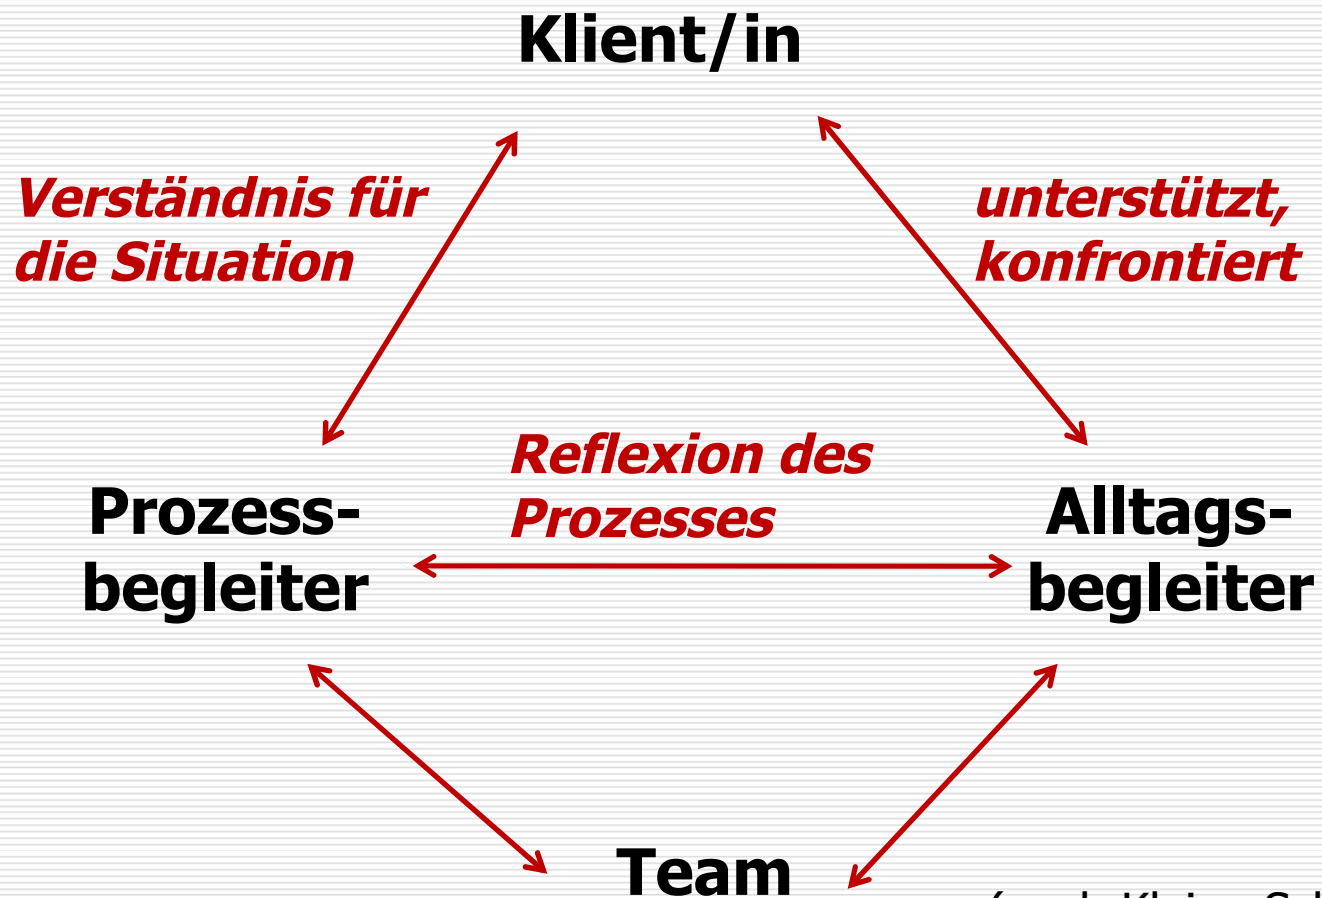 Klient/in
Verständnis für
die Situation
unterstützt,
konfrontiert
Reflexion des
Prozesses
Prozess-
begleiter
Alltags-
begleiter
Team